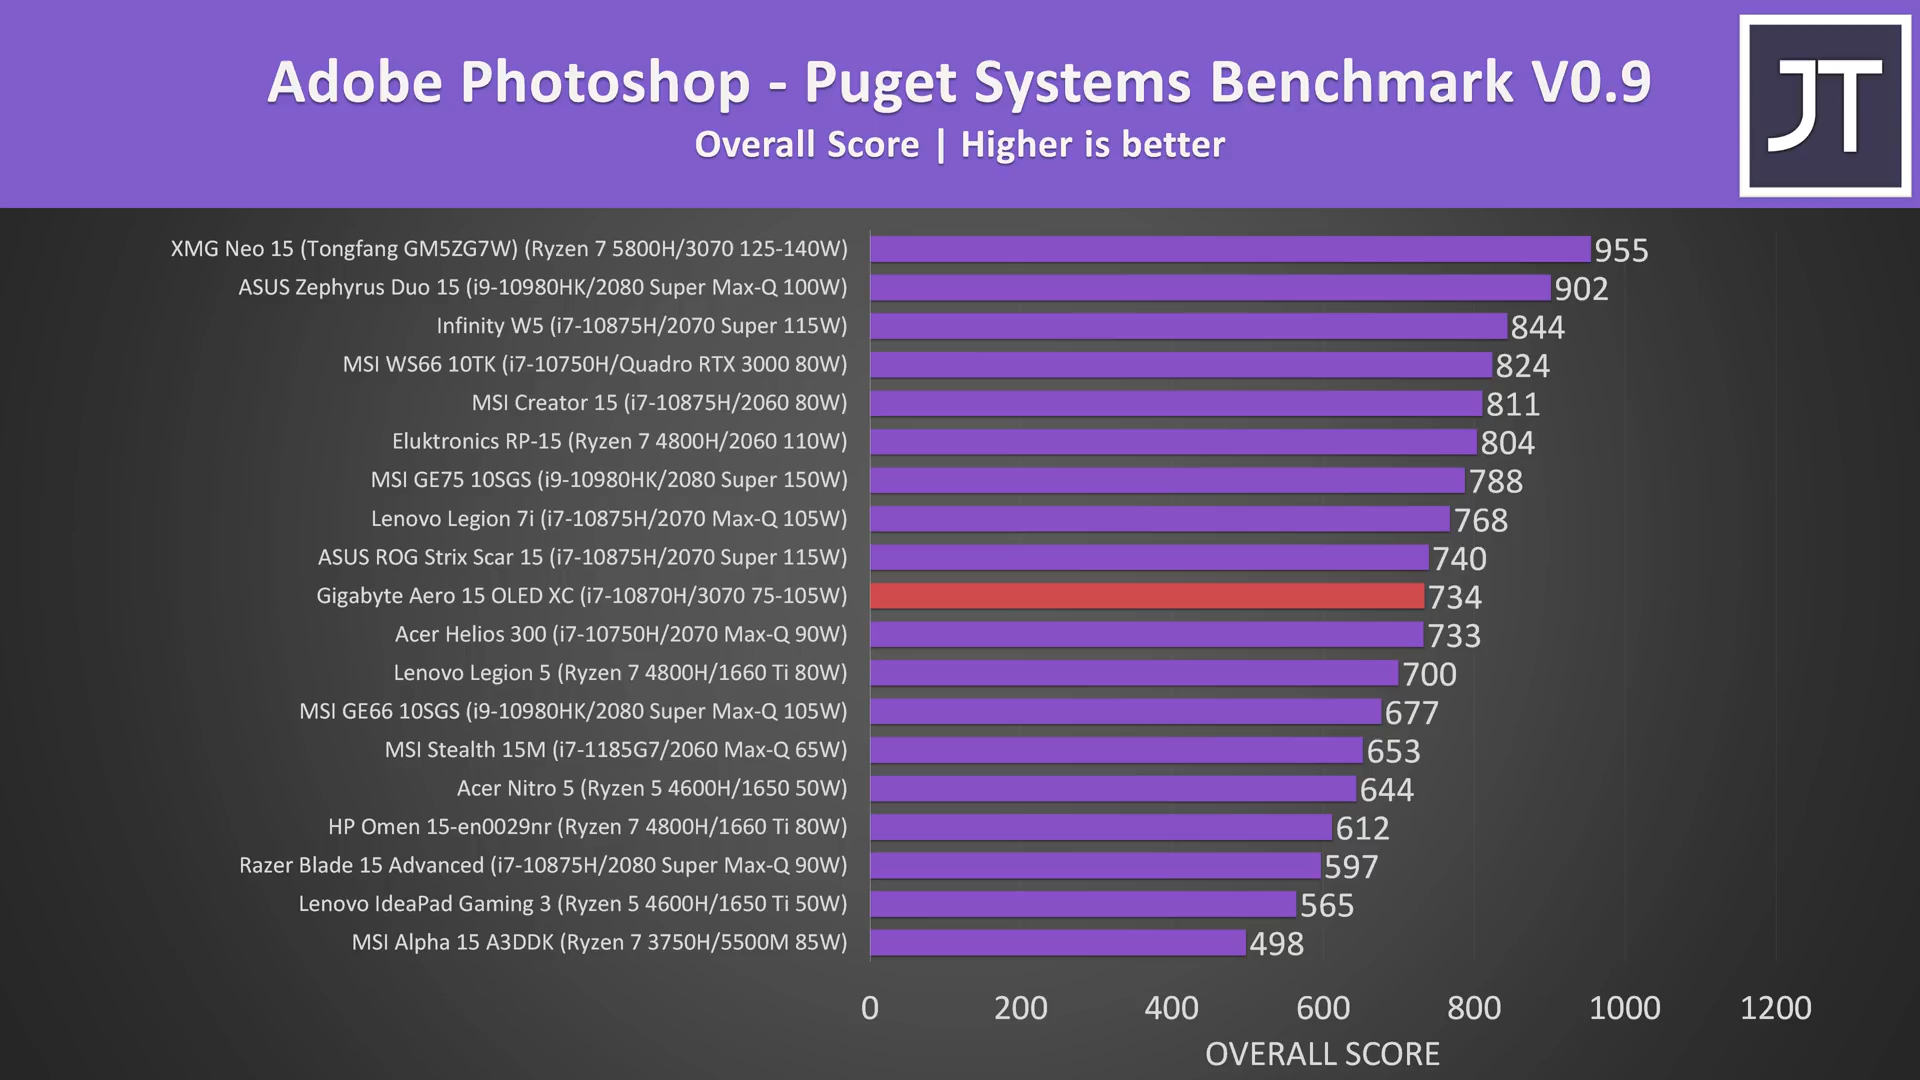 Adobe Photoshop - Puget Systems Benchmark V0.9
Overall Score | Higher is better
JT
XMG Neo 15 (Tongfang GM5ZG7W) (Ryzen 7 5800H/3070 125-140W) 955
ASUS Zephyrus Duo 15 (i9-10980HK/2080 Super Max-Q 100W) 902
Infinity W5 (i7-10875H/2070 Super 115W) 844
MSI WS66 10TK (i7-10750H/Quadro RTX 3000 80W) 824
MSI Creator 15 (i7-10875H/2060 80W) 811
Eluktronics RP-15 (Ryzen 7 4800H/2060 110W) 804
MSI GE75 10SGS (i9-10980HK/2080 Super 150W) 788
Lenovo Legion 7i (i7-10875H/2070 Max-Q 105W) 768
ASUS ROG Strix Scar 15 (i7-10875H/2070 Super 115W) 740
Gigabyte Aero 15 OLED XC (i7-10870H/3070 75-105W) 734
Acer Helios 300 (i7-10750H/2070 Max-Q 90W) 733
Lenovo Legion 5 (Ryzen 7 4800H/1660 Ti 80W) 700
MSI GE66 10SGS (i9-10980HK/2080 Super Max-Q 105W) 677
MSI Stealth 15M (i7-1185G7/2060 Max-Q 65W) 653
Acer Nitro 5 (Ryzen 5 4600H/1650 50W) 644
HP Omen 15-en0029nr (Ryzen 7 4800H/1660 Ti 80W) 612
Razer Blade 15 Advanced (i7-10875H/2080 Super Max-Q 90W) 597
Lenovo IdeaPad Gaming 3 (Ryzen 5 4600H/1650 Ti 50W) 565
MSI Alpha 15 A3DDK (Ryzen 7 3750H/5500M 85W) 498
0 200 400 600 800 1000 1200
OVERALL SCORE